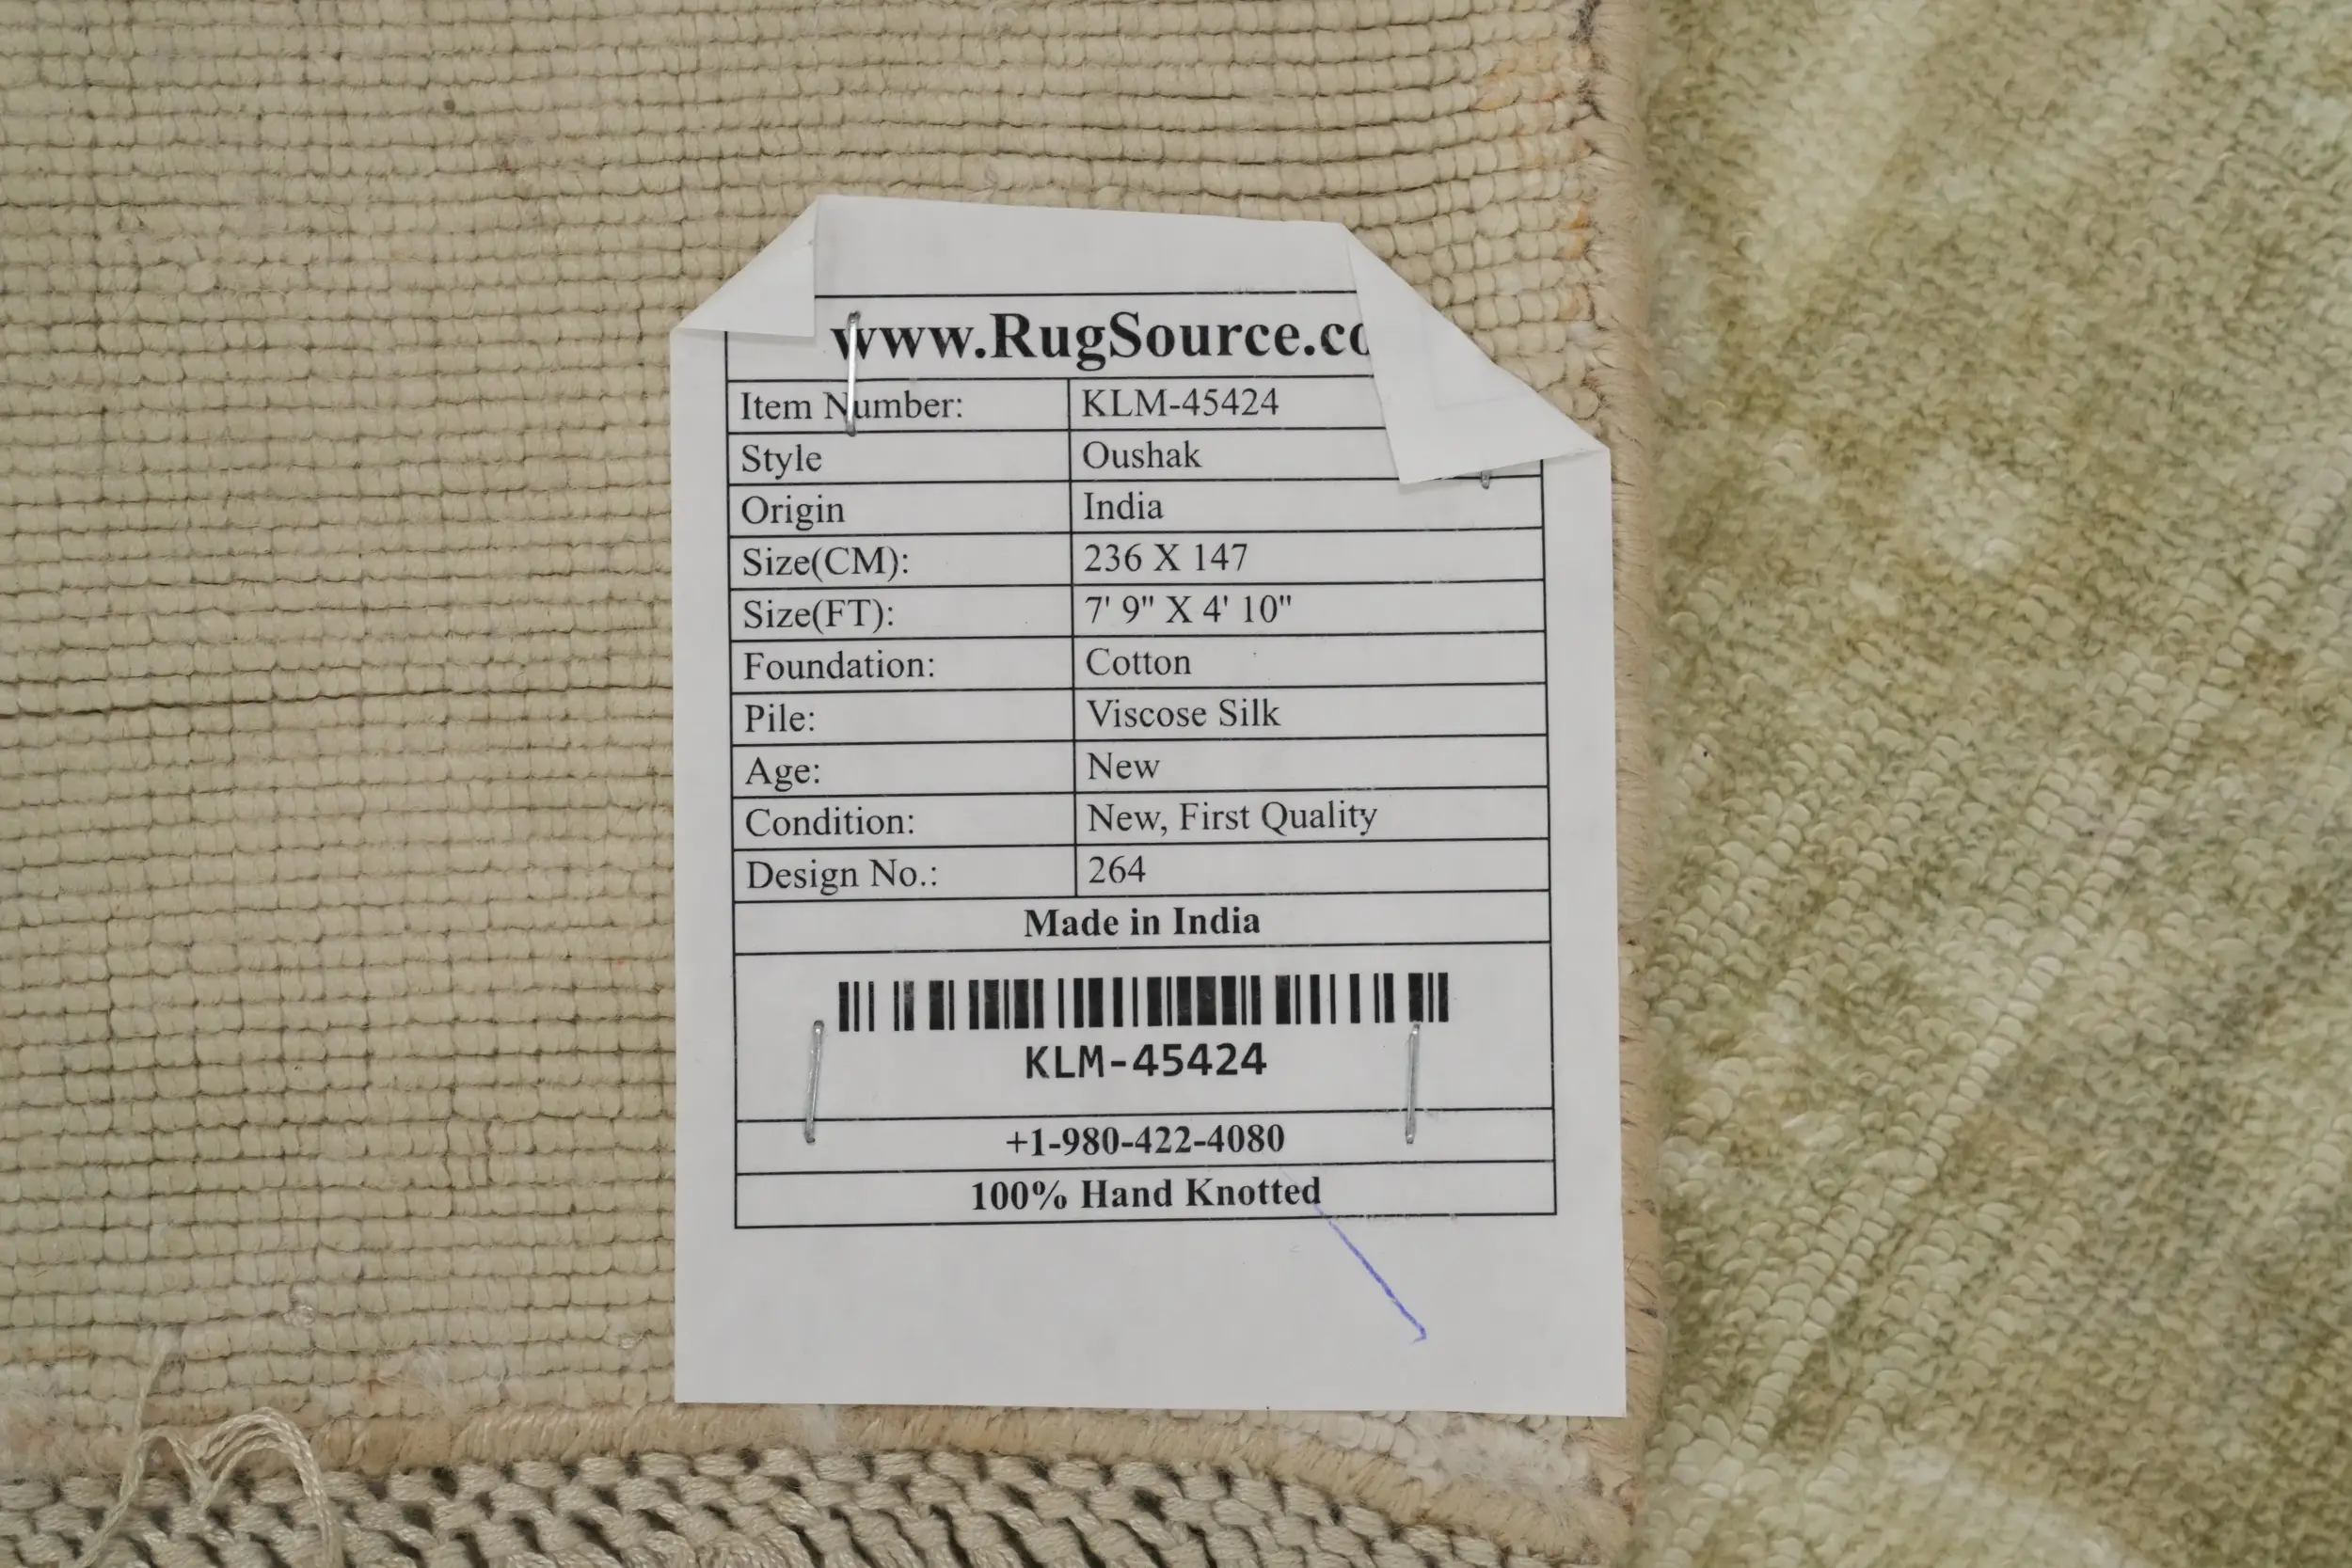 www.RugSource.co
Item Number: KLM-45424
Style Oushak
Origin India
Size(CM): 236 X 147
Size(FT): 7' 9" X 4' 10"
Foundation: Cotton
Pile: Viscose Silk
Age: New
Condition: New, First Quality
Design No.: 264
Made in India
KLM-45424
+1-980-422-4080
100% Hand Knotted